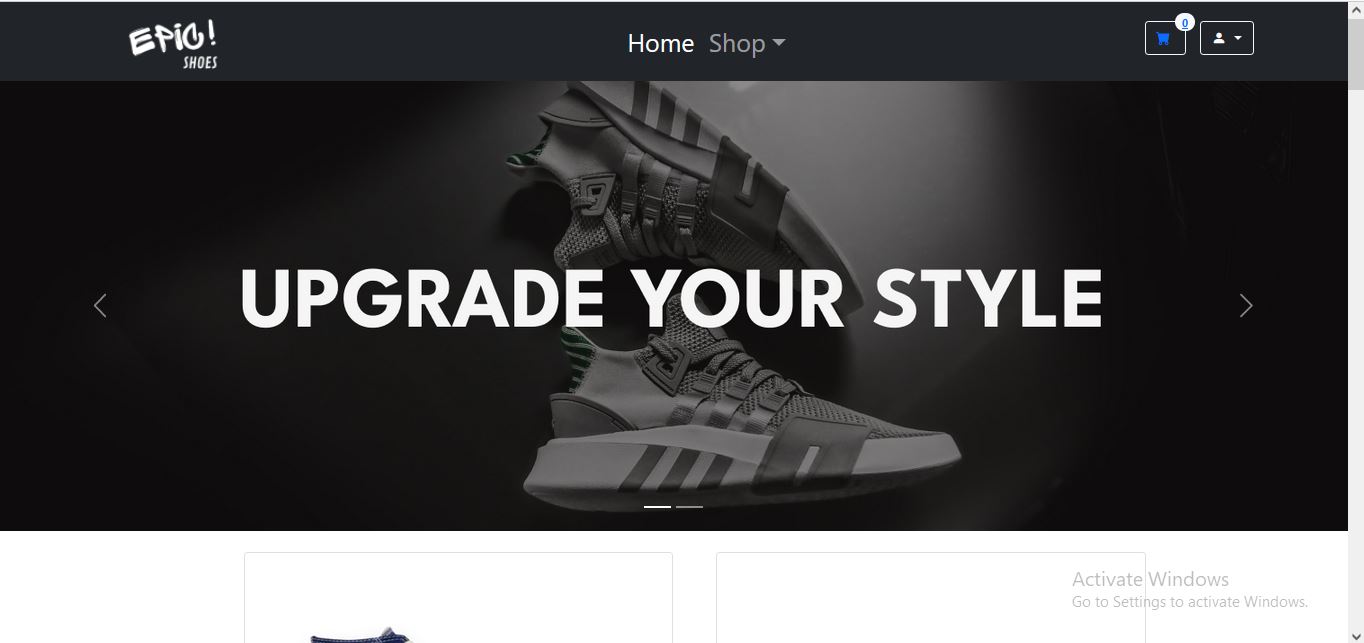 EPIC!
SHOES
Home Shop
0
UPGRADE YOUR STYLE
Activate Windows
Go to Settings to activate Windows.